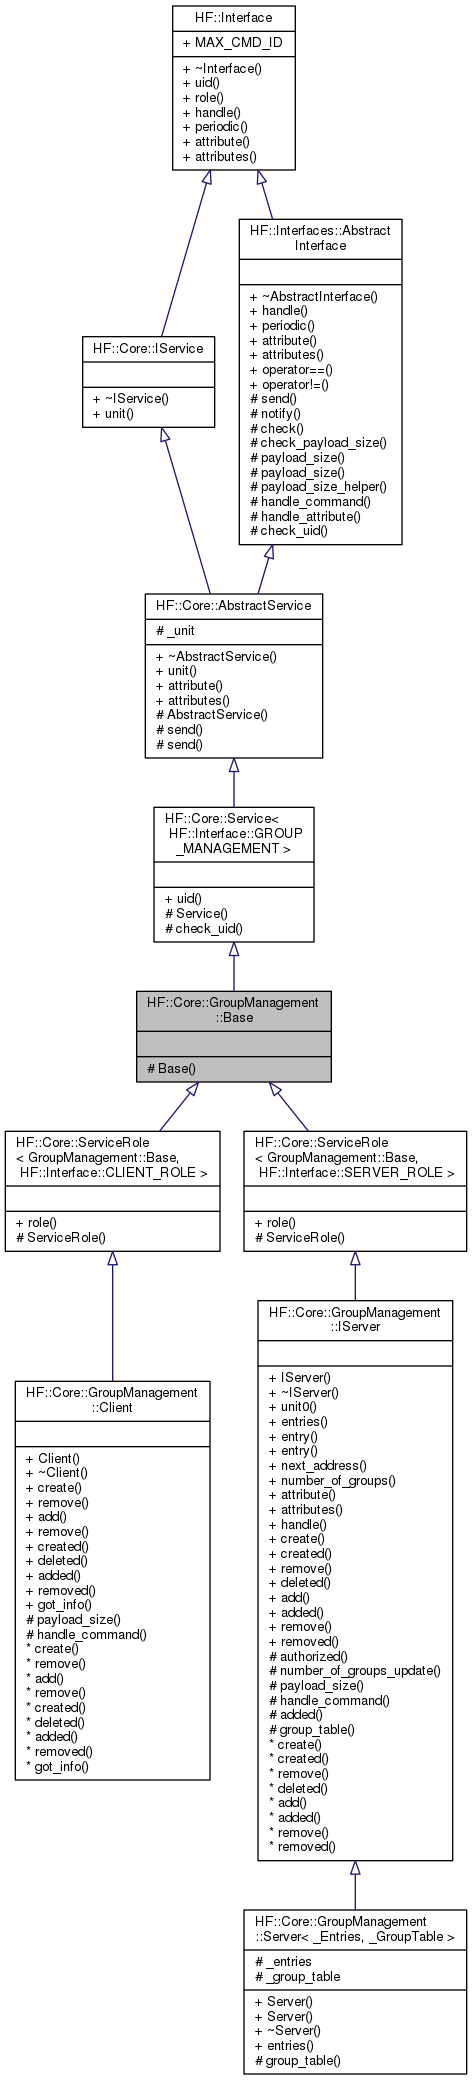 HF::Interface
+ MAX_CMD_ID
+ ~Interface()
+ uid()
+ role()
+ handle()
+ periodic()
+ attribute()
+ attributes()
HF::Interfaces::Abstract
Interface
+ ~AbstractInterface()
+ handle()
+ periodic()
+ attribute()
+ attributes()
+ operator==()
+ operator!=()
# send()
# notify()
# check()
# check_payload_size()
# payload_size()
# payload_size()
# payload_size_helper()
# handle_command()
# handle_attribute()
# check_uid()
HF::Core::IService
+ ~IService()
+ unit()
HF::Core::AbstractService
# _unit
+ ~AbstractService()
+ unit()
+ attribute()
+ attributes()
# AbstractService()
# send()
# send()
HF::Core::Service<
HF::Interface::GROUP
_MANAGEMENT >
+ uid()
# Service()
# check_uid()
HF::Core::GroupManagement
::Base
# Base()
HF::Core::ServiceRole
< GroupManagement::Base,
HF::Interface::CLIENT_ROLE >
+ role()
# ServiceRole()
HF::Core::ServiceRole
< GroupManagement::Base,
HF::Interface::SERVER_ROLE >
+ role()
# ServiceRole()
HF::Core::GroupManagement
::Client
+ Client()
+ ~Client()
+ create()
+ remove()
+ add()
+ remove()
+ created()
+ deleted()
+ added()
+ removed()
+ got_info()
# payload_size()
# handle_command()
* create()
* remove()
* add()
* remove()
* created()
* deleted()
* added()
* removed()
* got_info()
HF::Core::GroupManagement
::IServer
+ IServer()
+ ~IServer()
+ unit0()
+ entries()
+ entry()
+ entry()
+ next_address()
+ number_of_groups()
+ attribute()
+ attributes()
+ handle()
+ create()
+ created()
+ remove()
+ deleted()
+ add()
+ added()
+ remove()
+ removed()
# authorized()
# number_of_groups_update()
# payload_size()
# handle_command()
# added()
# group_table()
* create()
* created()
* remove()
* deleted()
* add()
* added()
* remove()
* removed()
HF::Core::GroupManagement
::Server< _Entries, _GroupTable >
# _entries
# _group_table
+ Server()
+ Server()
+ ~Server()
+ entries()
# group_table()